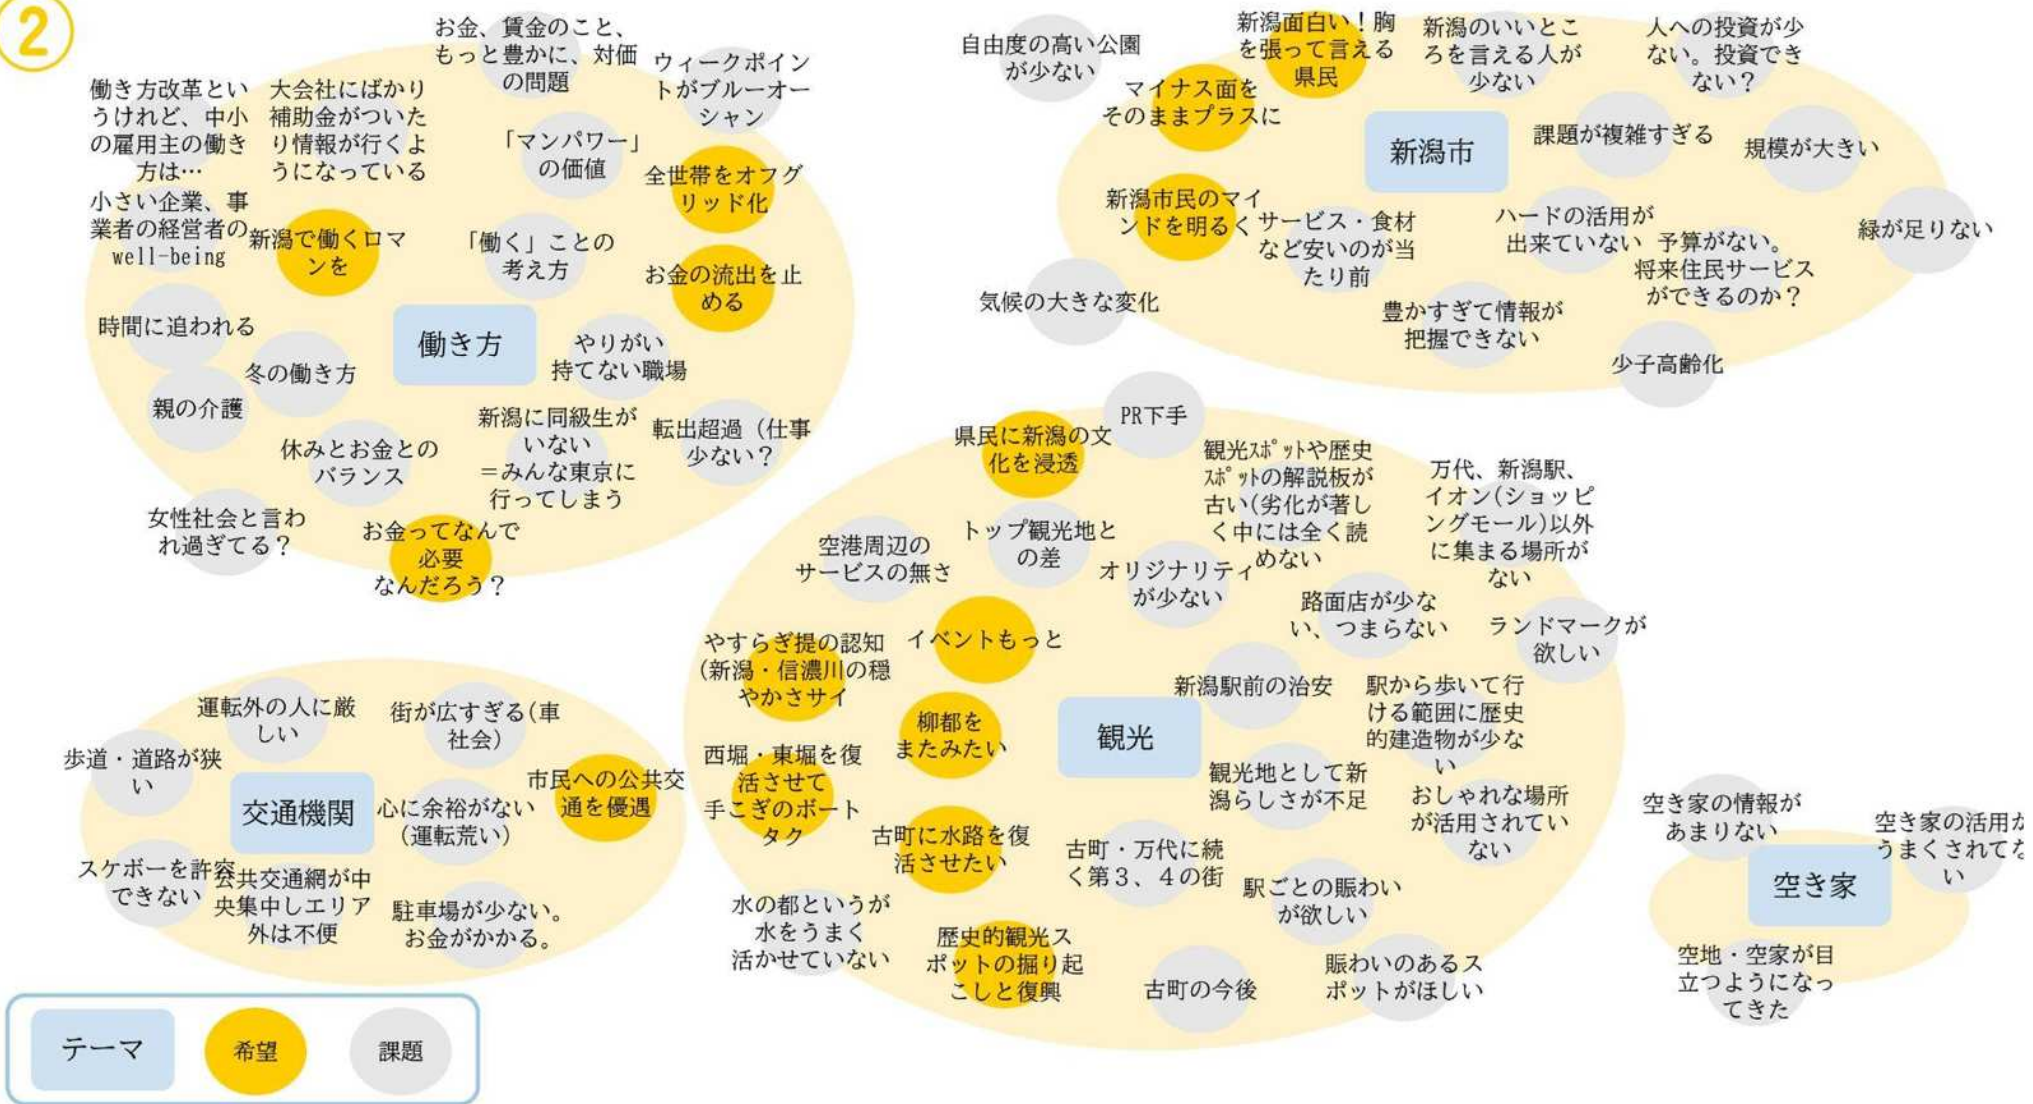 ②
お金、賃金のこと、
もっと豊かに、対価
の問題
ウィークポイン
トがブルーオー
シャン
働き方改革とい
うけれど、中小
の雇用主の働き
方は…
大会社にばかり
補助金がついた
り情報が行くよ
うになっている
「マンパワー」
の価値
全世帯をオフグ
リッド化
小さい企業、事
業者の経営者の
well-being
新潟で働くロマ
ンを
「働く」ことの
考え方
お金の流出を止
める
時間に追われる
働き方
冬の働き方
やりがい
持てない職場
親の介護
休みとお金との
バランス
新潟に同級生が
いない
＝みんな東京に
行ってしまう
転出超過（仕事
少ない？
女性社会と言わ
れ過ぎてる？
お金ってなんで
必要
なんだろう？
自由度の高い公園
が少ない
新潟面白い！胸
を張って言える
県民
新潟のいいとこ
ろを言える人が
少ない
人への投資が少
ない。投資でき
ない？
マイナス面を
そのままプラスに
新潟市
課題が複雑すぎる
規模が大きい
新潟市民のマイ
ンドを明るく
サービス・食材
など安いのが当
たり前
ハードの活用が
出来ていない
予算がない。
将来住民サービス
ができるのか？
緑が足りない
気候の大きな変化
豊かすぎて情報が
把握できない
少子高齢化
PR下手
県民に新潟の文
化を浸透
観光ｽﾎﾟｯﾄや歴史
ｽﾎﾟｯﾄの解説板が
古い(劣化が著し
く中には全く読
めない
万代、新潟駅、
イオン(ショッピ
ングモール)以外
に集まる場所が
ない
空港周辺の
サービスの無さ
トップ観光地と
の差
オリジナリティ
が少ない
路面店が少な
い、つまらない
ランドマークが
欲しい
やすらぎ提の認知
(新潟・信濃川の穏
やかさサイ
イベントもっと
新潟駅前の治安
駅から歩いて行
ける範囲に歴史
的建造物が少な
い
柳都を
またみたい
観光
西堀・東堀を復
活させて
手こぎのボート
タク
観光地として新
潟らしさが不足
おしゃれな場所
が活用されてい
ない
古町に水路を復
活させたい
古町・万代に続
く第３、４の街
駅ごとの賑わい
が欲しい
水の都というが
水をうまく
活かせていない
歴史的観光ス
ポットの掘り起
こしと復興
古町の今後
賑わいのあるス
ポットがほしい
運転外の人に厳
しい
街が広すぎる(車
社会)
歩道・道路が狭
い
交通機関
心に余裕がない
(運転荒い)
市民への公共交
通を優遇
スケボーを許容
できない
公共交通網が中
央集中しエリア
外は不便
駐車場が少ない。
お金がかかる。
空き家の情報が
あまりない
空き家の活用が
うまくされてな
い
空き家
空地・空家が目
立つようになっ
てきた
テーマ
希望
課題